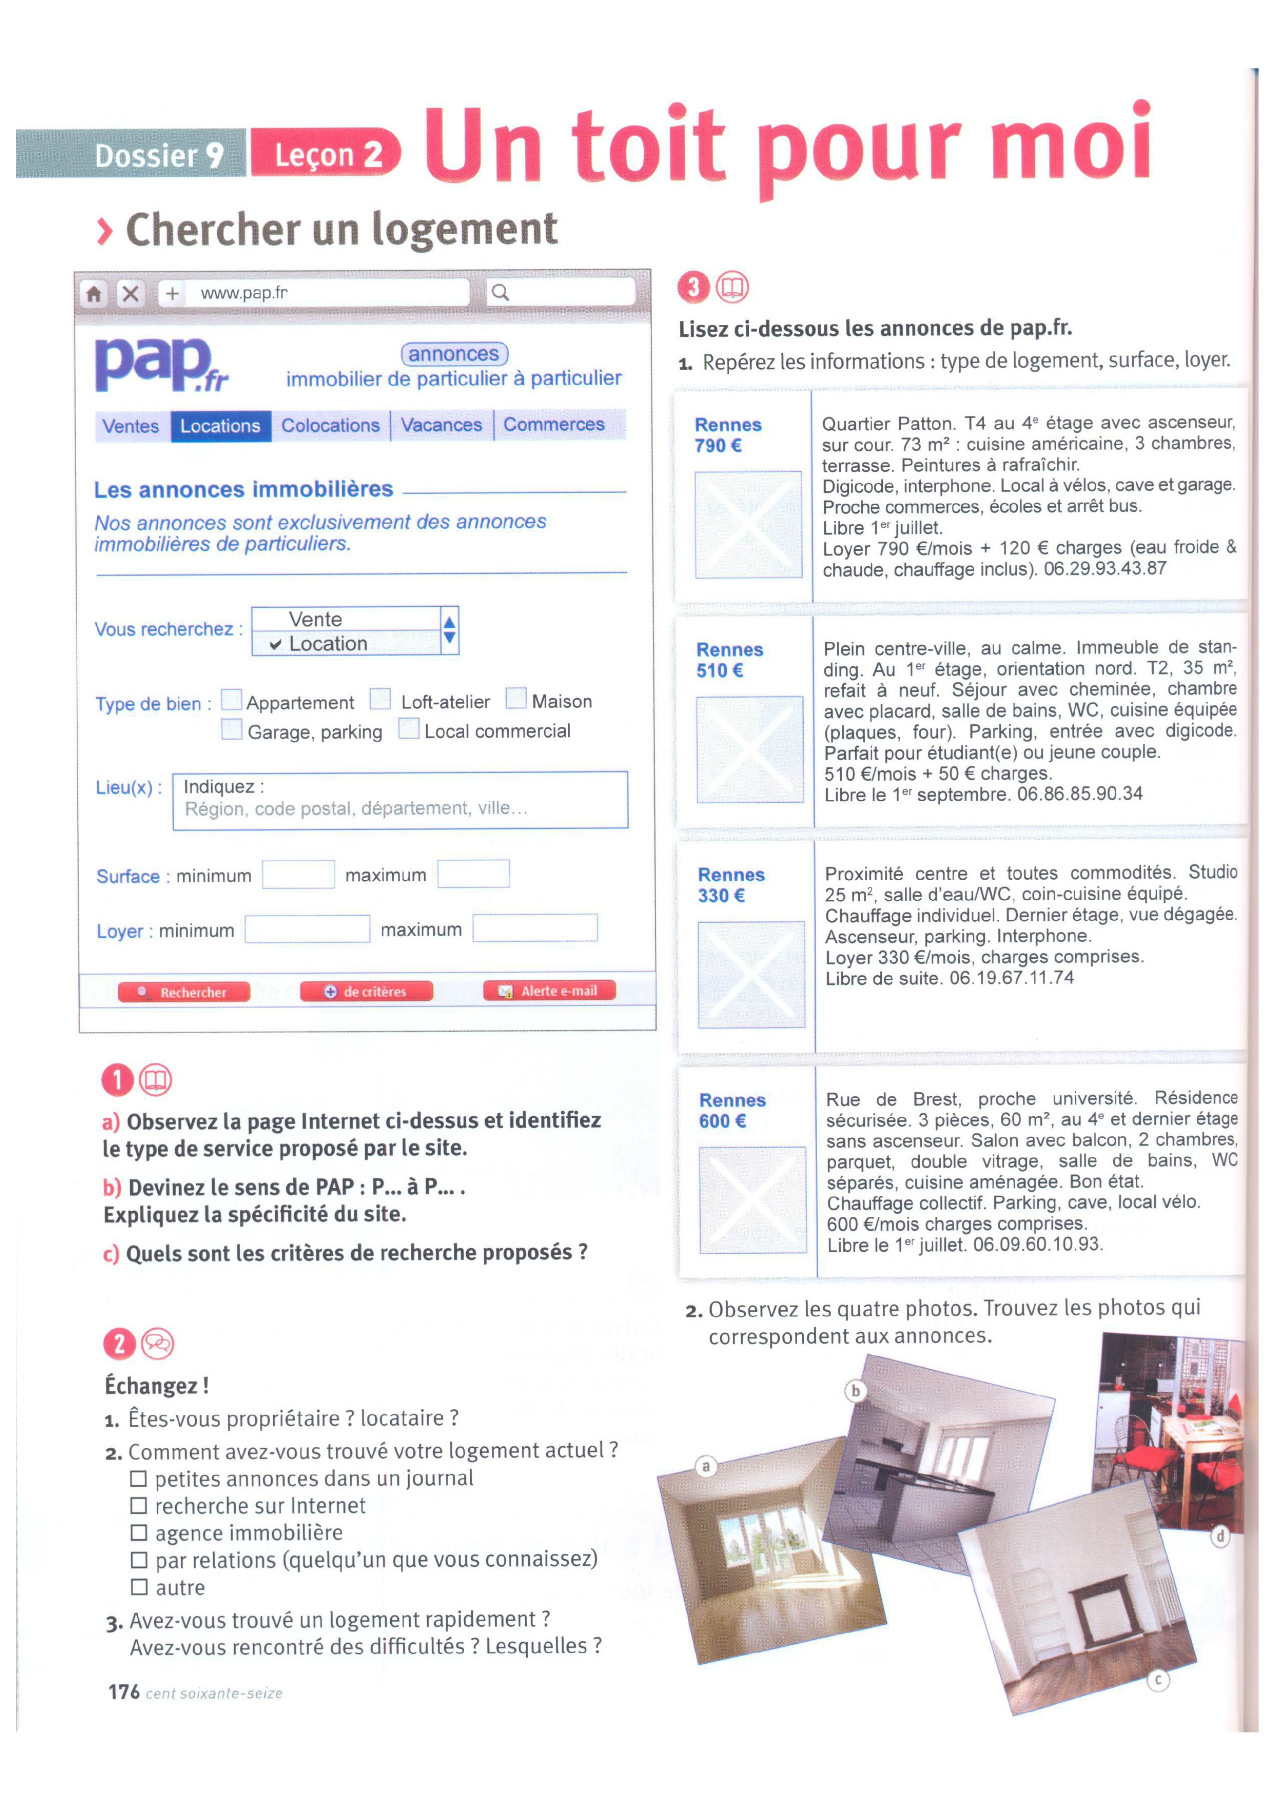 Dossier 9 Leçon 2 Un toit pour moi
› Chercher un logement
www.pap.fr
pap.fr
annonces
immobilier de particulier à particulier
Ventes Locations Colocations Vacances Commerces
Les annonces immobilières
Nos annonces sont exclusivement des annonces
immobilières de particuliers.
Vous recherchez : Vente
✓ Location
Type de bien : Appartement Loft-atelier Maison
Garage, parking Local commercial
Lieu(x) : Indiquez :
Région, code postal, département, ville...
Surface : minimum maximum
Loyer : minimum maximum
Rechercher de critères Alerte e-mail
1
a) Observez la page Internet ci-dessus et identifiez
le type de service proposé par le site.
b) Devinez le sens de PAP : P... à P... .
Expliquez la spécificité du site.
c) Quels sont les critères de recherche proposés ?
2
Échangez !
1. Êtes-vous propriétaire ? locataire ?
2. Comment avez-vous trouvé votre logement actuel ?
☐ petites annonces dans un journal
☐ recherche sur Internet
☐ agence immobilière
☐ par relations (quelqu'un que vous connaissez)
☐ autre
3. Avez-vous trouvé un logement rapidement ?
Avez-vous rencontré des difficultés ? Lesquelles ?
176 cent soixante-seize
3
Lisez ci-dessous les annonces de pap.fr.
1. Repérez les informations : type de logement, surface, loyer.
Rennes
790 €
Quartier Patton. T4 au 4e étage avec ascenseur,
sur cour. 73 m² : cuisine américaine, 3 chambres,
terrasse. Peintures à rafraîchir.
Digicode, interphone. Local à vélos, cave et garage.
Proche commerces, écoles et arrêt bus.
Libre 1er juillet.
Loyer 790 €/mois + 120 € charges (eau froide &
chaude, chauffage inclus). 06.29.93.43.87
Rennes
510 €
Plein centre-ville, au calme. Immeuble de stan-
ding. Au 1er étage, orientation nord. T2, 35 m²,
refait à neuf. Séjour avec cheminée, chambre
avec placard, salle de bains, WC, cuisine équipée
(plaques, four). Parking, entrée avec digicode.
Parfait pour étudiant(e) ou jeune couple.
510 €/mois + 50 € charges.
Libre le 1er septembre. 06.86.85.90.34
Rennes
330 €
Proximité centre et toutes commodités. Studio
25 m², salle d'eau/WC, coin-cuisine équipé.
Chauffage individuel. Dernier étage, vue dégagée.
Ascenseur, parking. Interphone.
Loyer 330 €/mois, charges comprises.
Libre de suite. 06.19.67.11.74
Rennes
600 €
Rue de Brest, proche université. Résidence
sécurisée. 3 pièces, 60 m², au 4e et dernier étage
sans ascenseur. Salon avec balcon, 2 chambres,
parquet, double vitrage, salle de bains, WC
séparés, cuisine aménagée. Bon état.
Chauffage collectif. Parking, cave, local vélo.
600 €/mois charges comprises.
Libre le 1er juillet. 06.09.60.10.93.
2. Observez les quatre photos. Trouvez les photos qui
correspondent aux annonces.
a
b
c
d